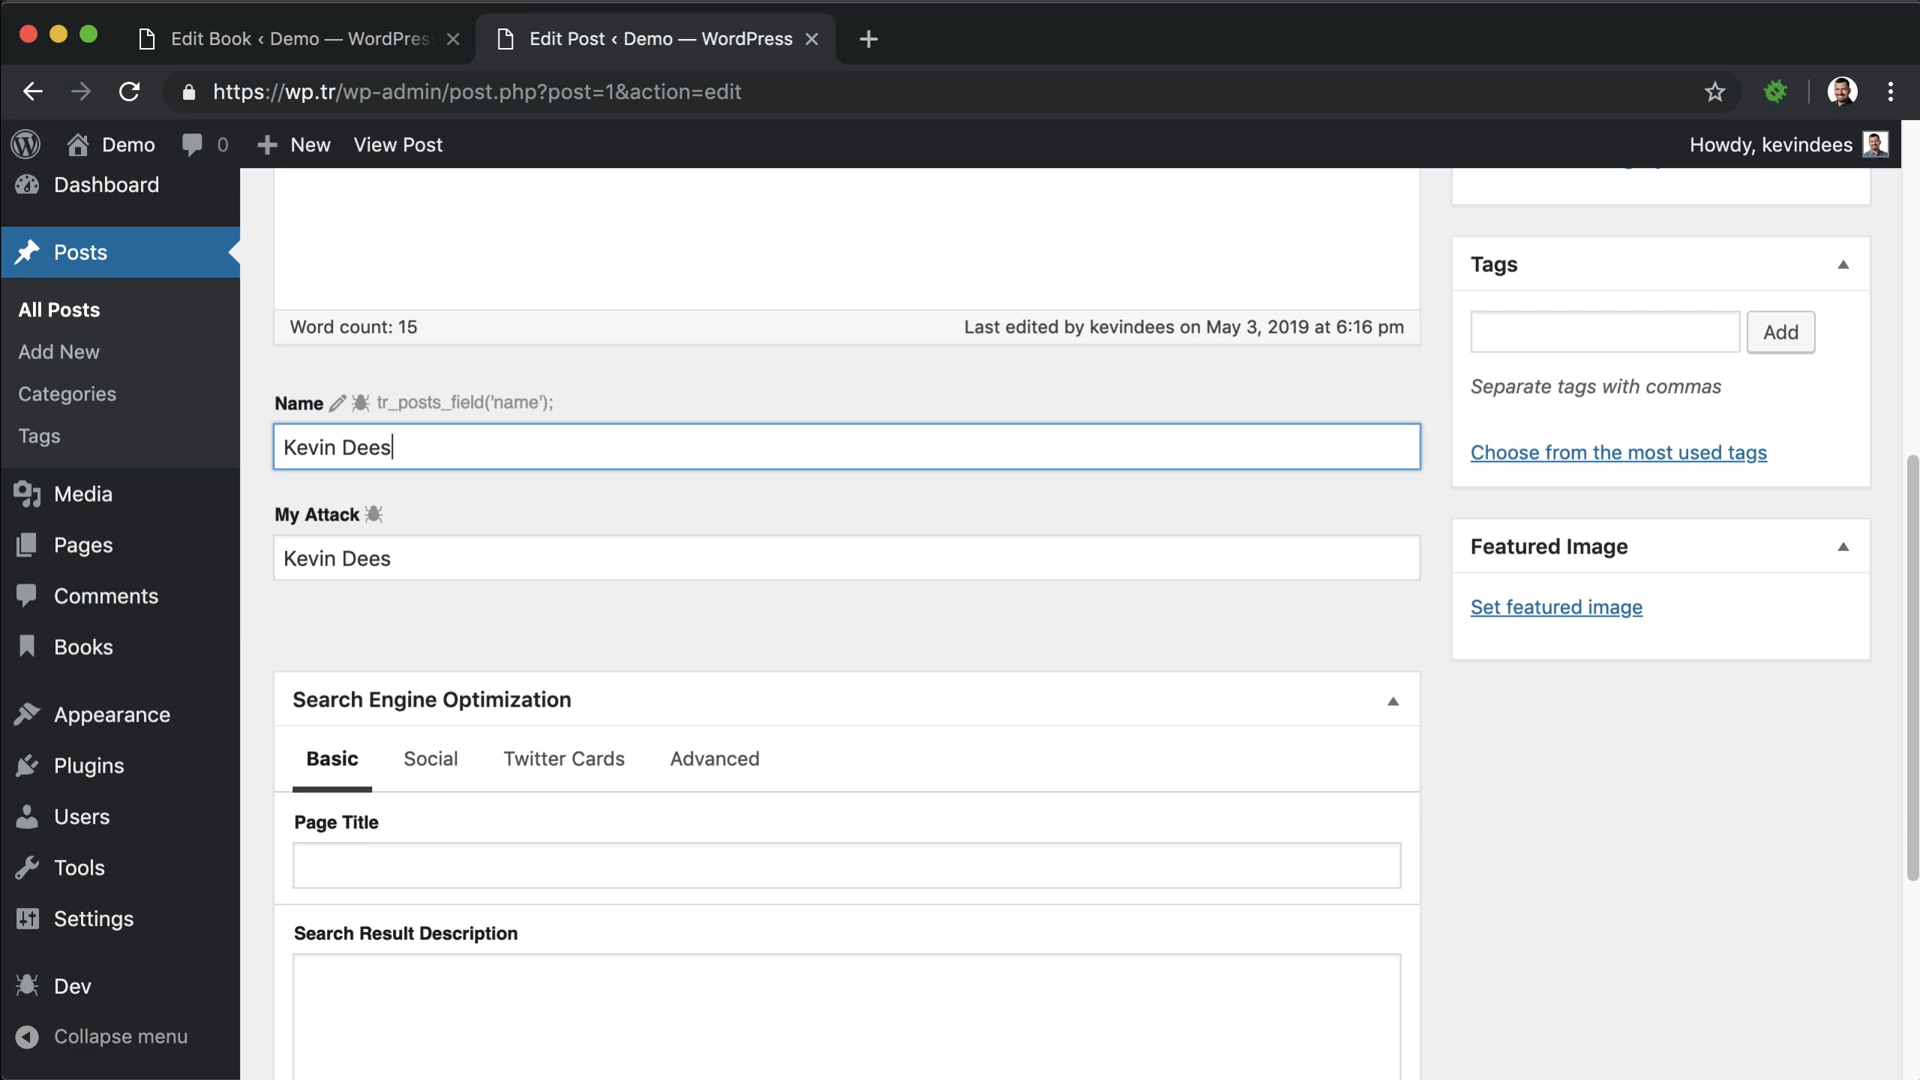 Edit Book ‹ Demo — WordPres
Edit Post ‹ Demo — WordPress
https://wp.tr/wp-admin/post.php?post=1&action=edit
Demo
0
New
View Post
Howdy, kevindees
Dashboard
Posts
All Posts
Add New
Categories
Tags
Media
Pages
Comments
Books
Appearance
Plugins
Users
Tools
Settings
Dev
Collapse menu
Word count: 15
Last edited by kevindees on May 3, 2019 at 6:16 pm
Name tr_posts_field('name');
Kevin Dees
My Attack
Kevin Dees
Search Engine Optimization
Basic
Social
Twitter Cards
Advanced
Page Title
Search Result Description
Tags
Add
Separate tags with commas
Choose from the most used tags
Featured Image
Set featured image